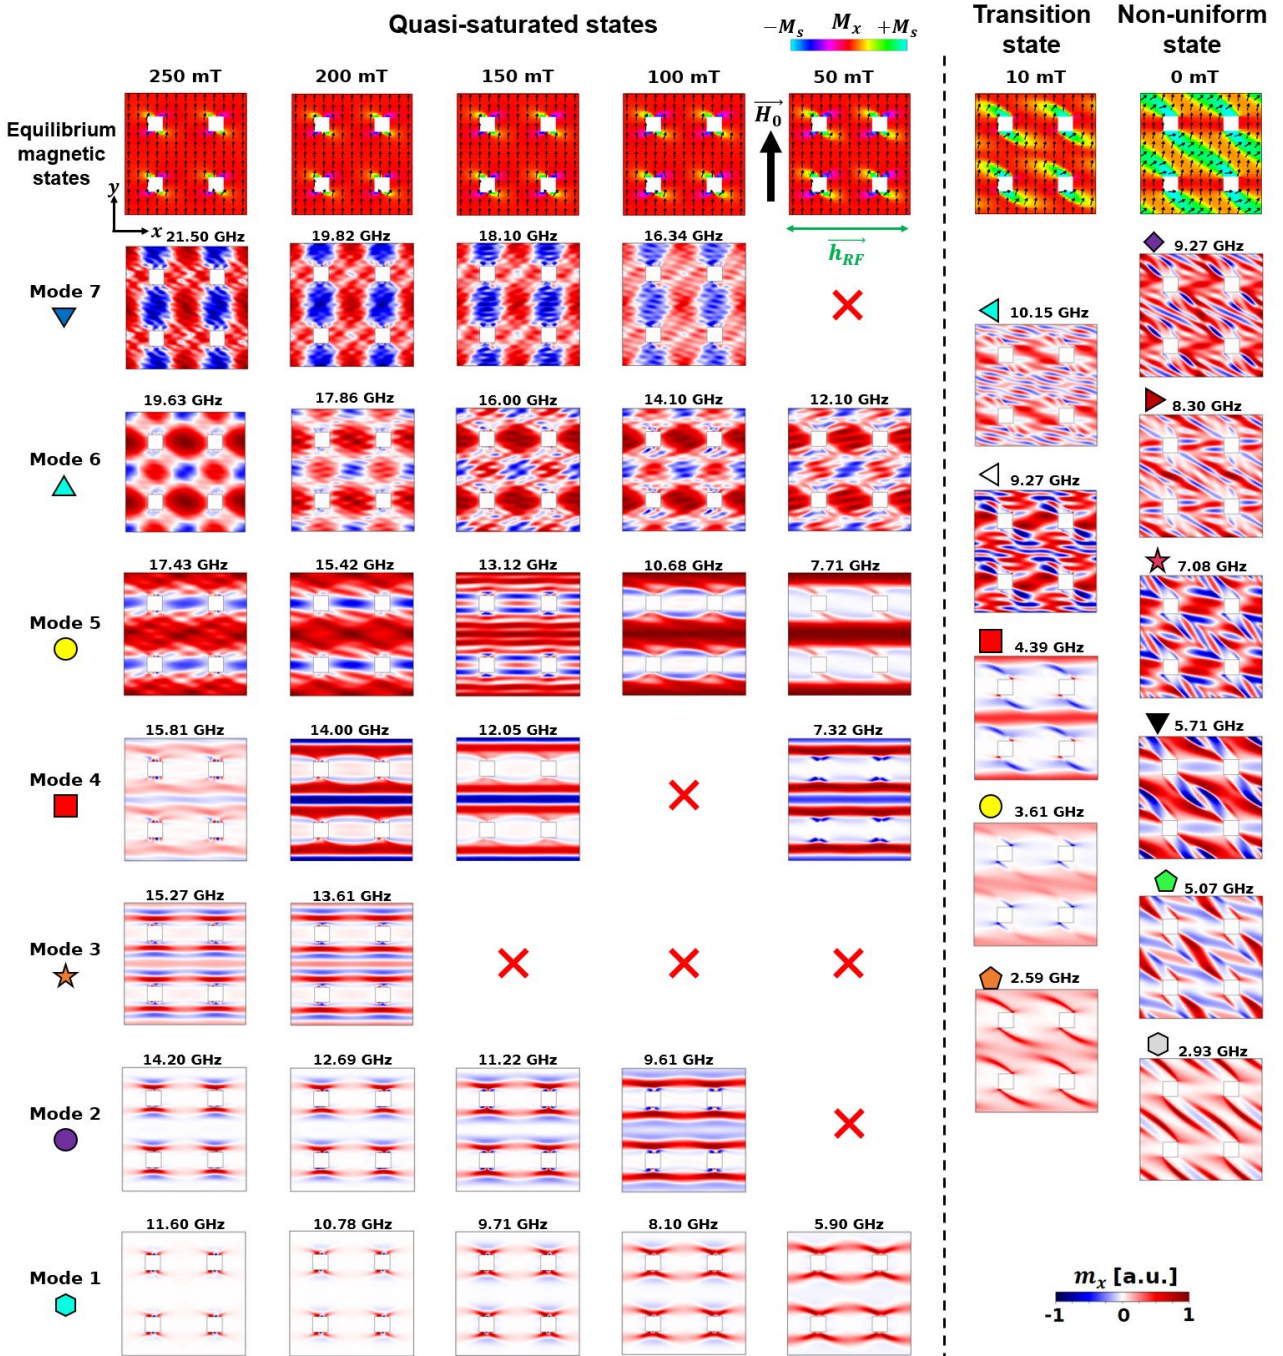 Quasi-saturated states
Transition state
Non-uniform state
−Ms Mx +Ms
250 mT 200 mT 150 mT 100 mT 50 mT 10 mT 0 mT
Equilibrium magnetic states
H0
y
x
hRF
Mode 7
21.50 GHz 19.82 GHz 18.10 GHz 16.34 GHz
Mode 6
19.63 GHz 17.86 GHz 16.00 GHz 14.10 GHz 12.10 GHz
Mode 5
17.43 GHz 15.42 GHz 13.12 GHz 10.68 GHz 7.71 GHz
Mode 4
15.81 GHz 14.00 GHz 12.05 GHz 7.32 GHz
Mode 3
15.27 GHz 13.61 GHz
Mode 2
14.20 GHz 12.69 GHz 11.22 GHz 9.61 GHz
Mode 1
11.60 GHz 10.78 GHz 9.71 GHz 8.10 GHz 5.90 GHz
10.15 GHz
9.27 GHz
4.39 GHz
3.61 GHz
2.59 GHz
9.27 GHz
8.30 GHz
7.08 GHz
5.71 GHz
5.07 GHz
2.93 GHz
mx [a.u.]
-1 0 1